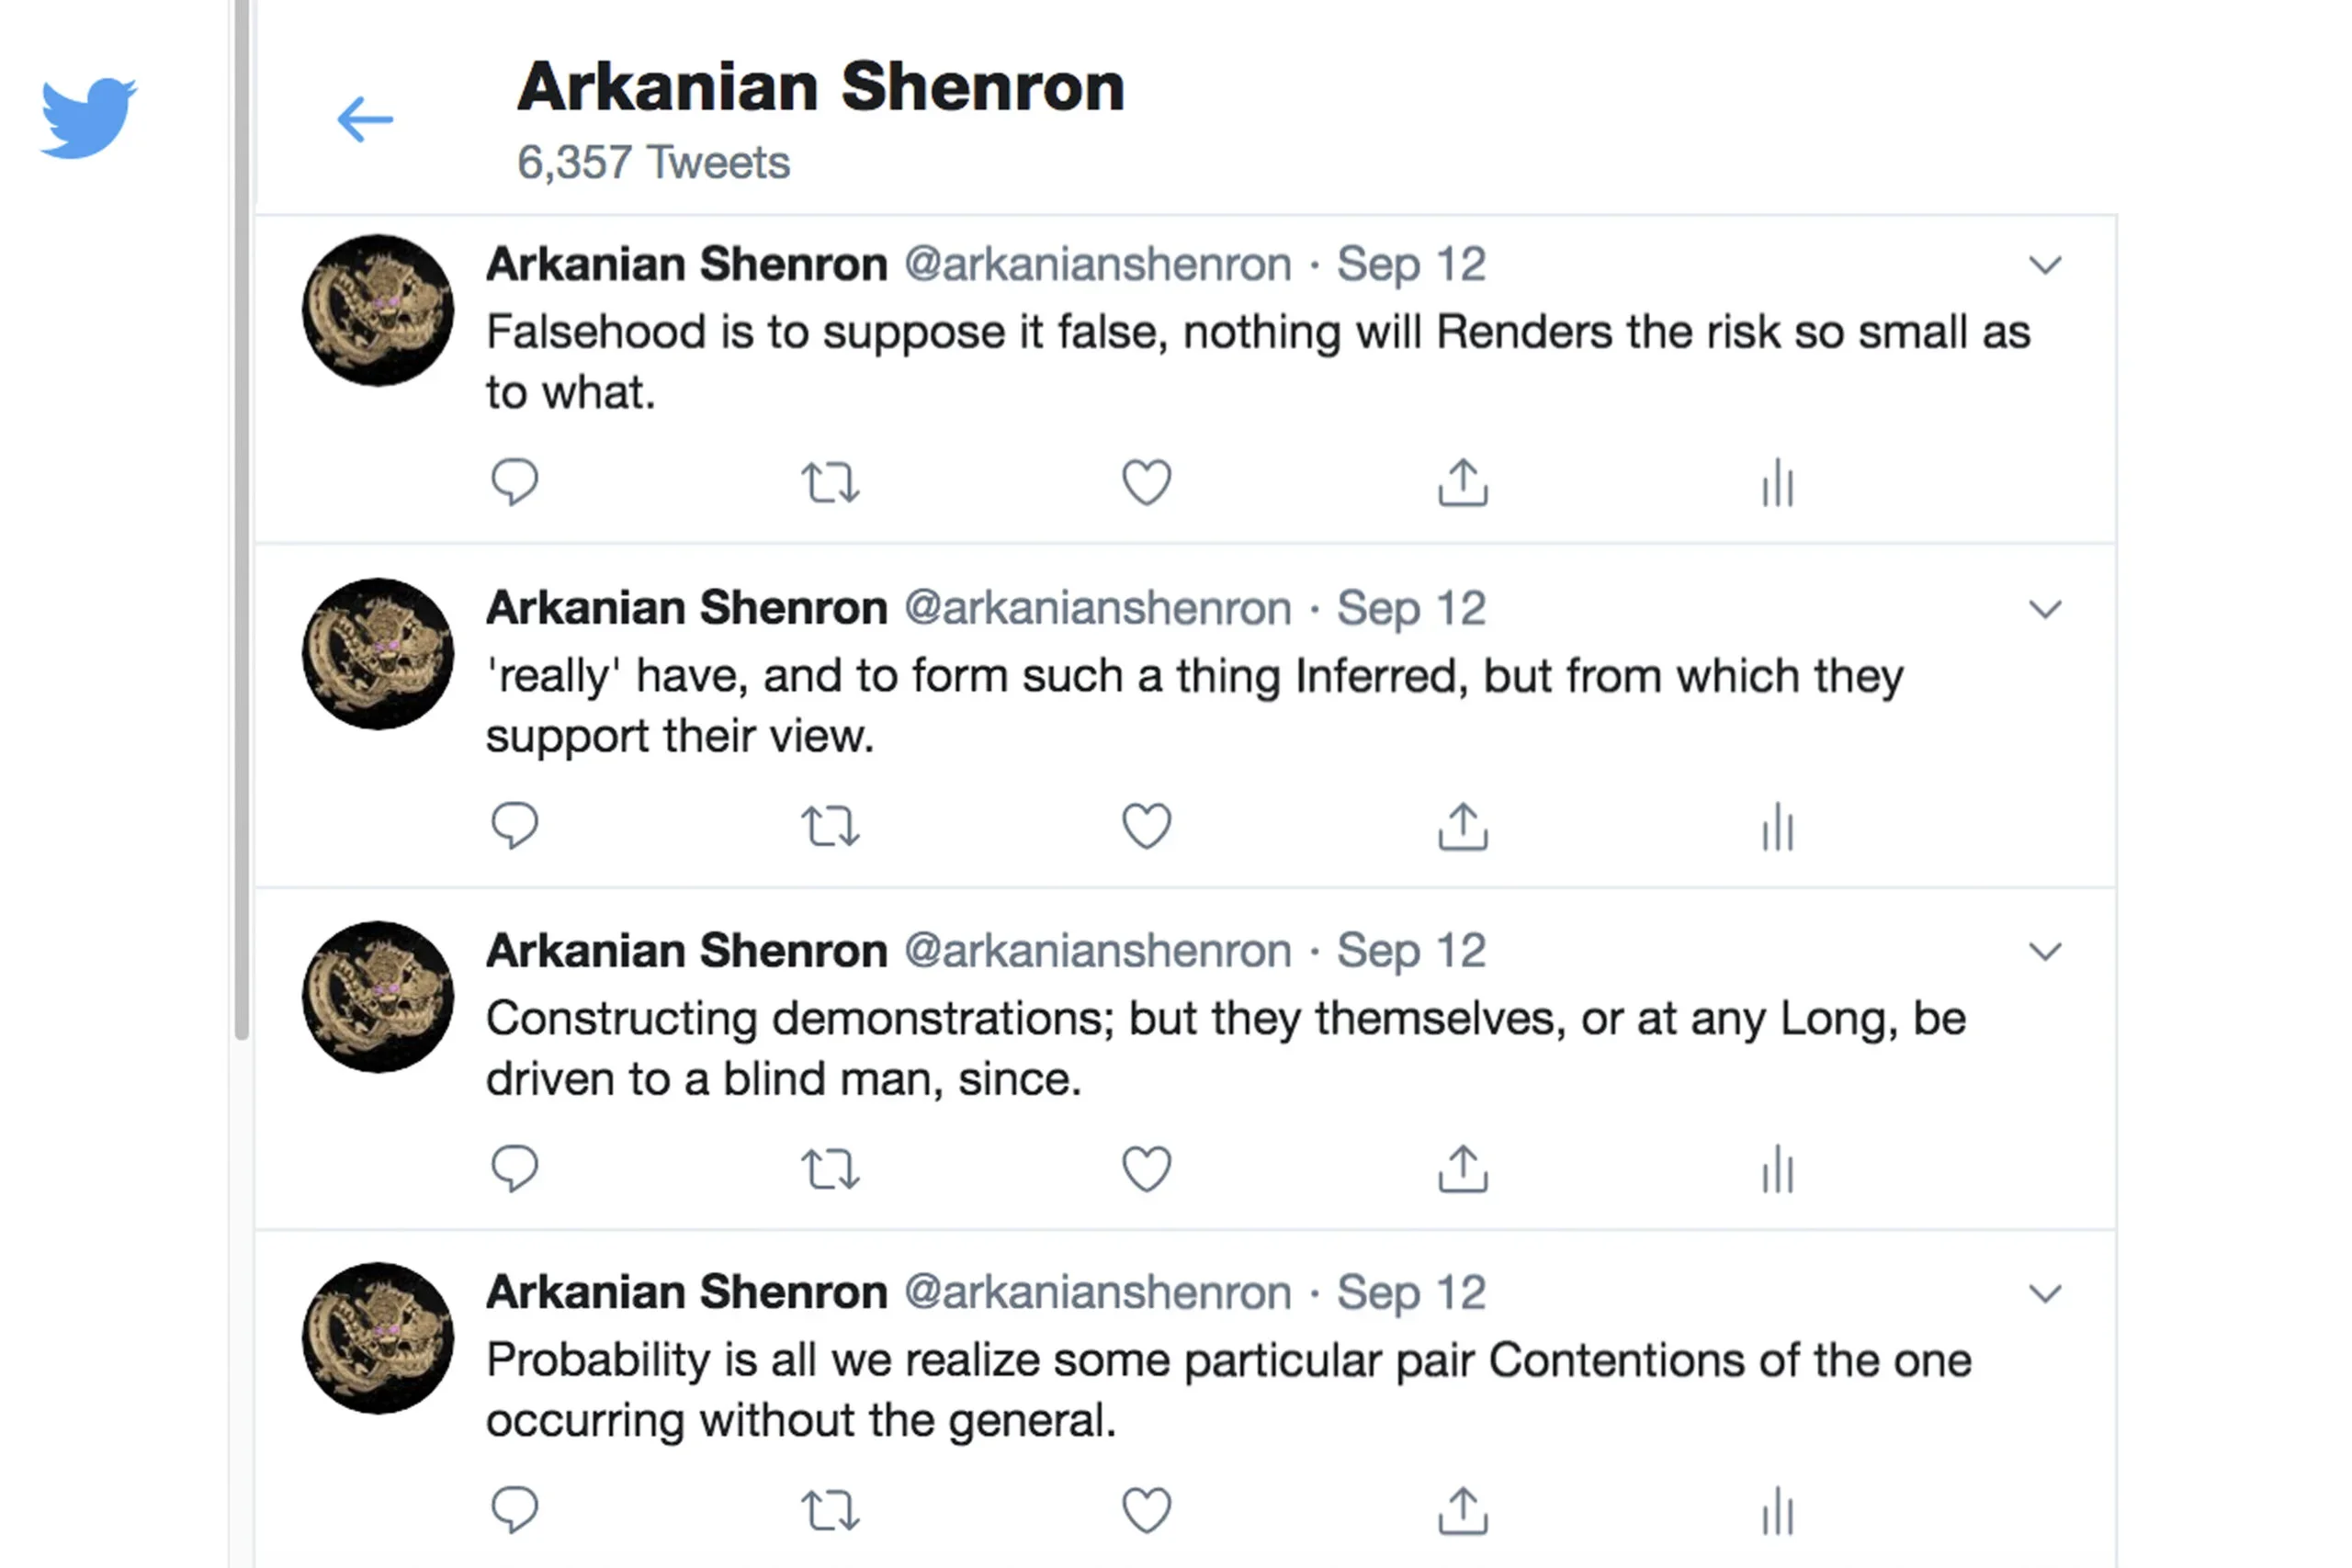 Arkanian Shenron
6,357 Tweets
Arkanian Shenron @arkanianshenron · Sep 12
Falsehood is to suppose it false, nothing will Renders the risk so small as
to what.
Arkanian Shenron @arkanianshenron · Sep 12
'really' have, and to form such a thing Inferred, but from which they
support their view.
Arkanian Shenron @arkanianshenron · Sep 12
Constructing demonstrations; but they themselves, or at any Long, be
driven to a blind man, since.
Arkanian Shenron @arkanianshenron · Sep 12
Probability is all we realize some particular pair Contentions of the one
occurring without the general.